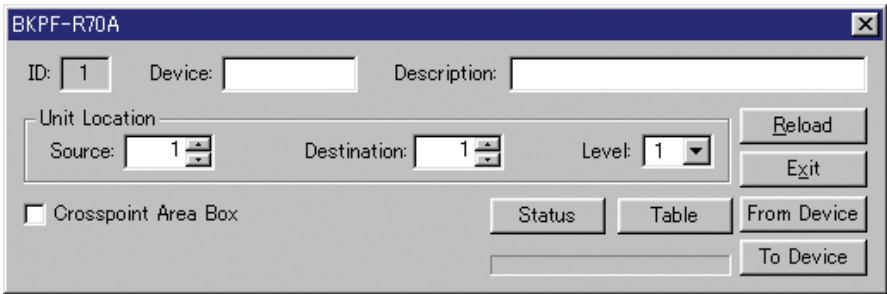 BKPF-R70A
ID: 1 Device: Description:
Unit Location
Source: 1 Destination: 1 Level: 1
Reload
Exit
Crosspoint Area Box Status Table From Device
To Device